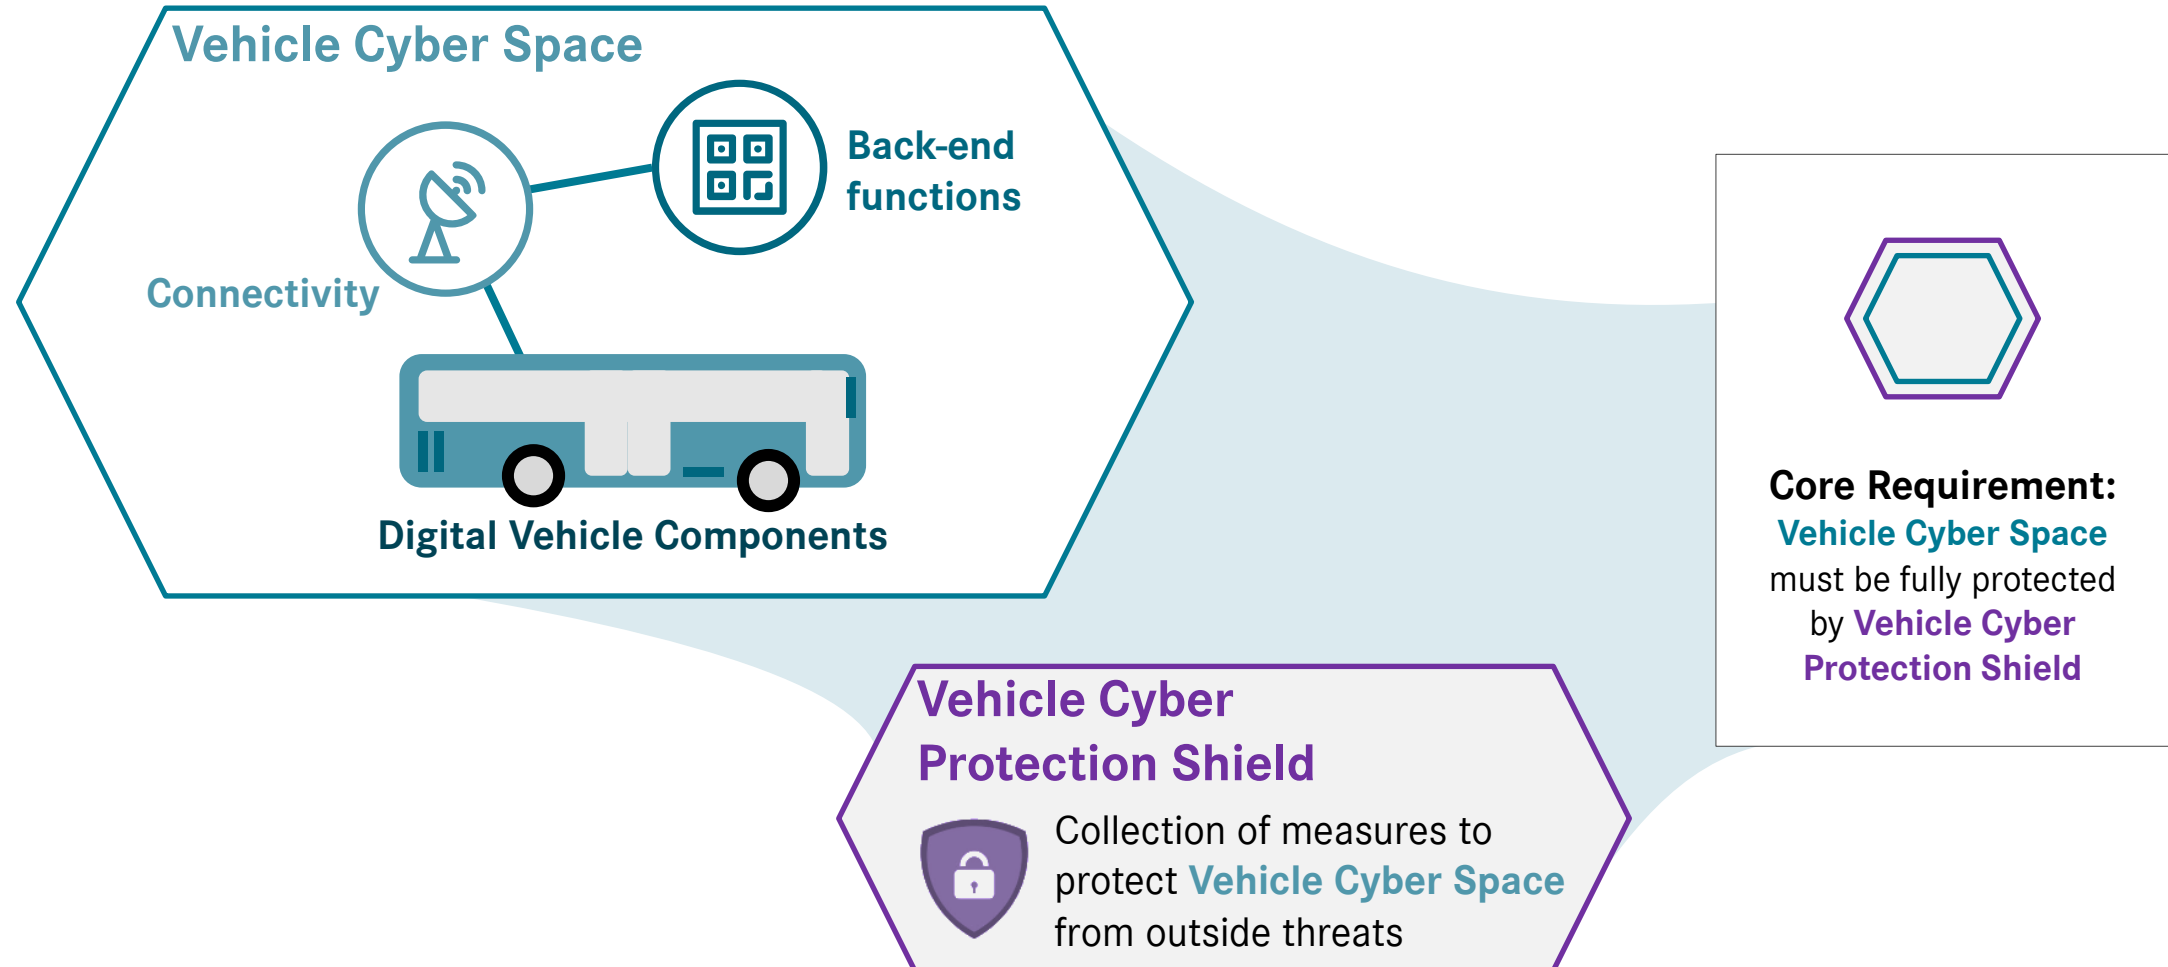 Vehicle Cyber Space
Back-end
functions
Connectivity
Digital Vehicle Components
Vehicle Cyber
Protection Shield
Collection of measures to
protect Vehicle Cyber Space
from outside threats
Core Requirement:
Vehicle Cyber Space
must be fully protected
by Vehicle Cyber
Protection Shield